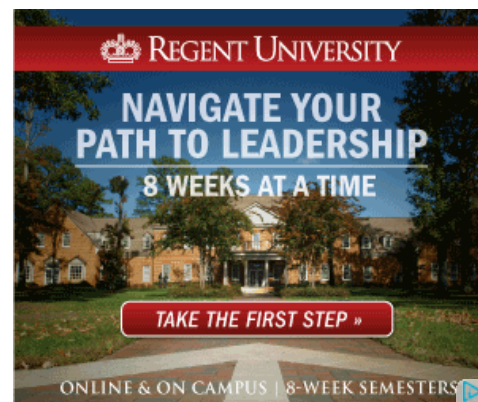 REGENT UNIVERSITY
NAVIGATE YOUR
PATH TO LEADERSHIP
8 WEEKS AT A TIME
TAKE THE FIRST STEP »
ONLINE & ON CAMPUS | 8-WEEK SEMESTERS